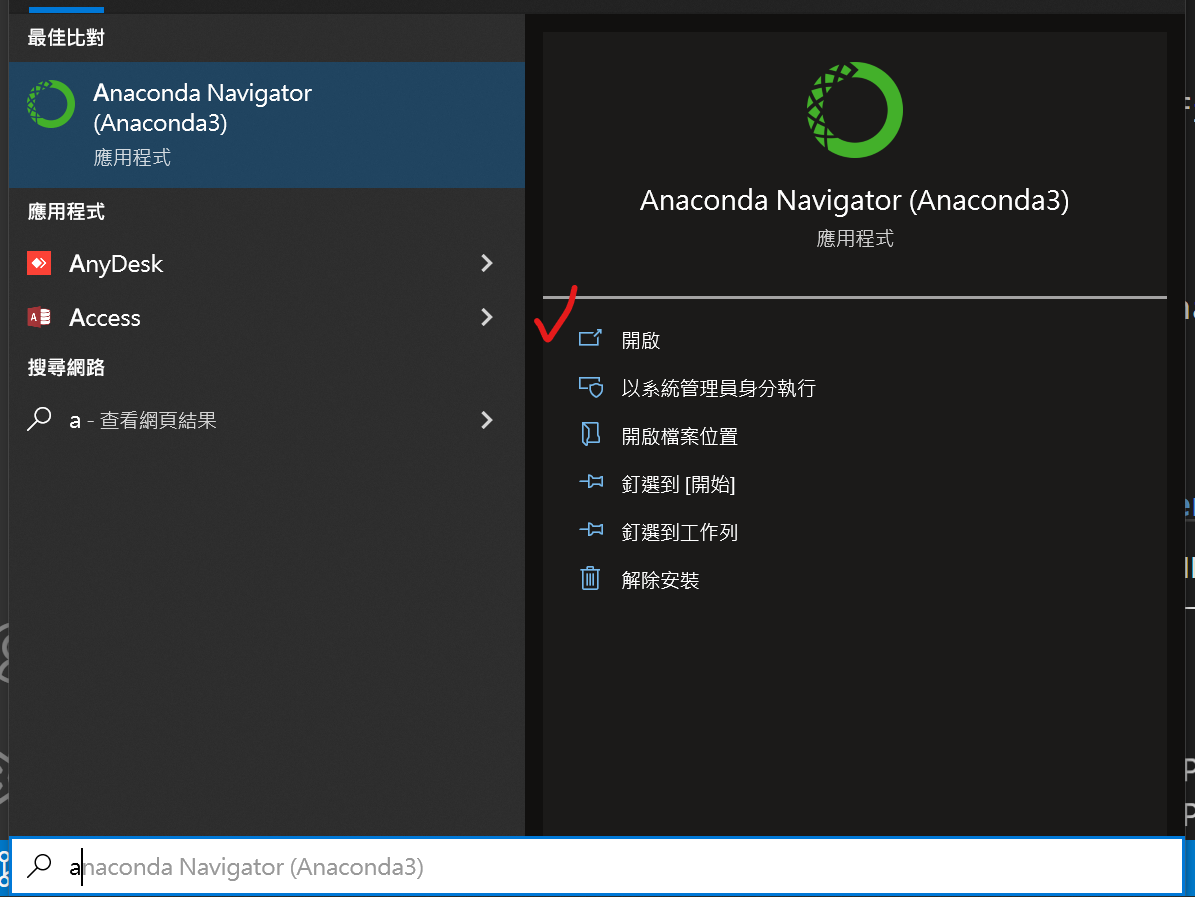 最佳比對
Anaconda Navigator
(Anaconda3)
應用程式
應用程式
AnyDesk
Access
搜尋網路
a - 查看網頁結果
Anaconda Navigator (Anaconda3)
應用程式
開啟
以系統管理員身分執行
開啟檔案位置
釘選到 [開始]
釘選到工作列
解除安裝
anaconda Navigator (Anaconda3)